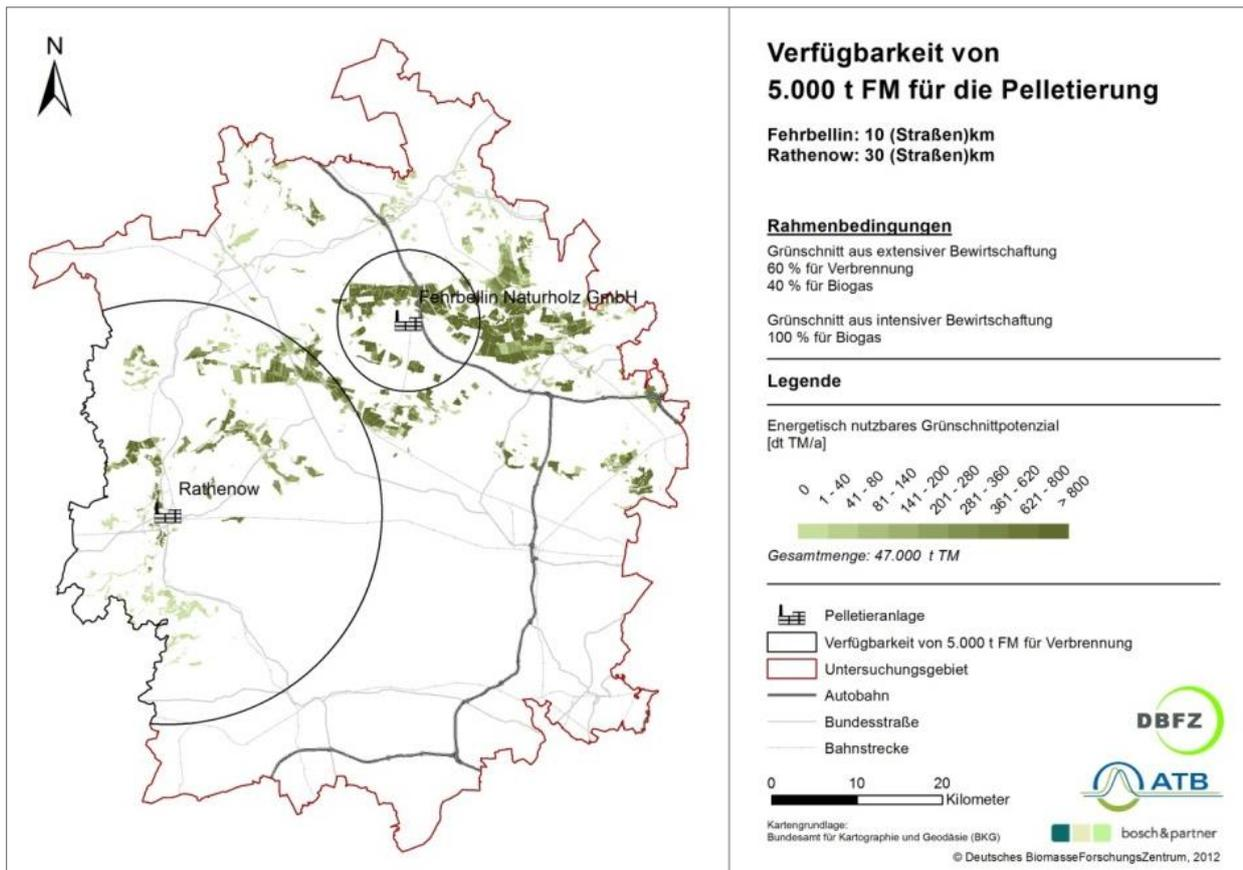 N
Fehrbellin Naturholz GmbH
Rathenow
Verfügbarkeit von
5.000 t FM für die Pelletierung
Fehrbellin: 10 (Straßen)km
Rathenow: 30 (Straßen)km
Rahmenbedingungen
Grünschnitt aus extensiver Bewirtschaftung
60 % für Verbrennung
40 % für Biogas
Grünschnitt aus intensiver Bewirtschaftung
100 % für Biogas
Legende
Energetisch nutzbares Grünschnittpotenzial
[dt TM/a]
0 1 - 40 41 - 80 81 - 140 141 - 200 201 - 280 281 - 360 361 - 620 621 - 800 > 800
Gesamtmenge: 47.000 t TM
Pelletieranlage
Verfügbarkeit von 5.000 t FM für Verbrennung
Untersuchungsgebiet
Autobahn
Bundesstraße
Bahnstrecke
0 10 20
Kilometer
Kartengrundlage:
Bundesamt für Kartographie und Geodäsie (BKG)
DBFZ
ATB
bosch&partner
© Deutsches BiomasseForschungsZentrum, 2012